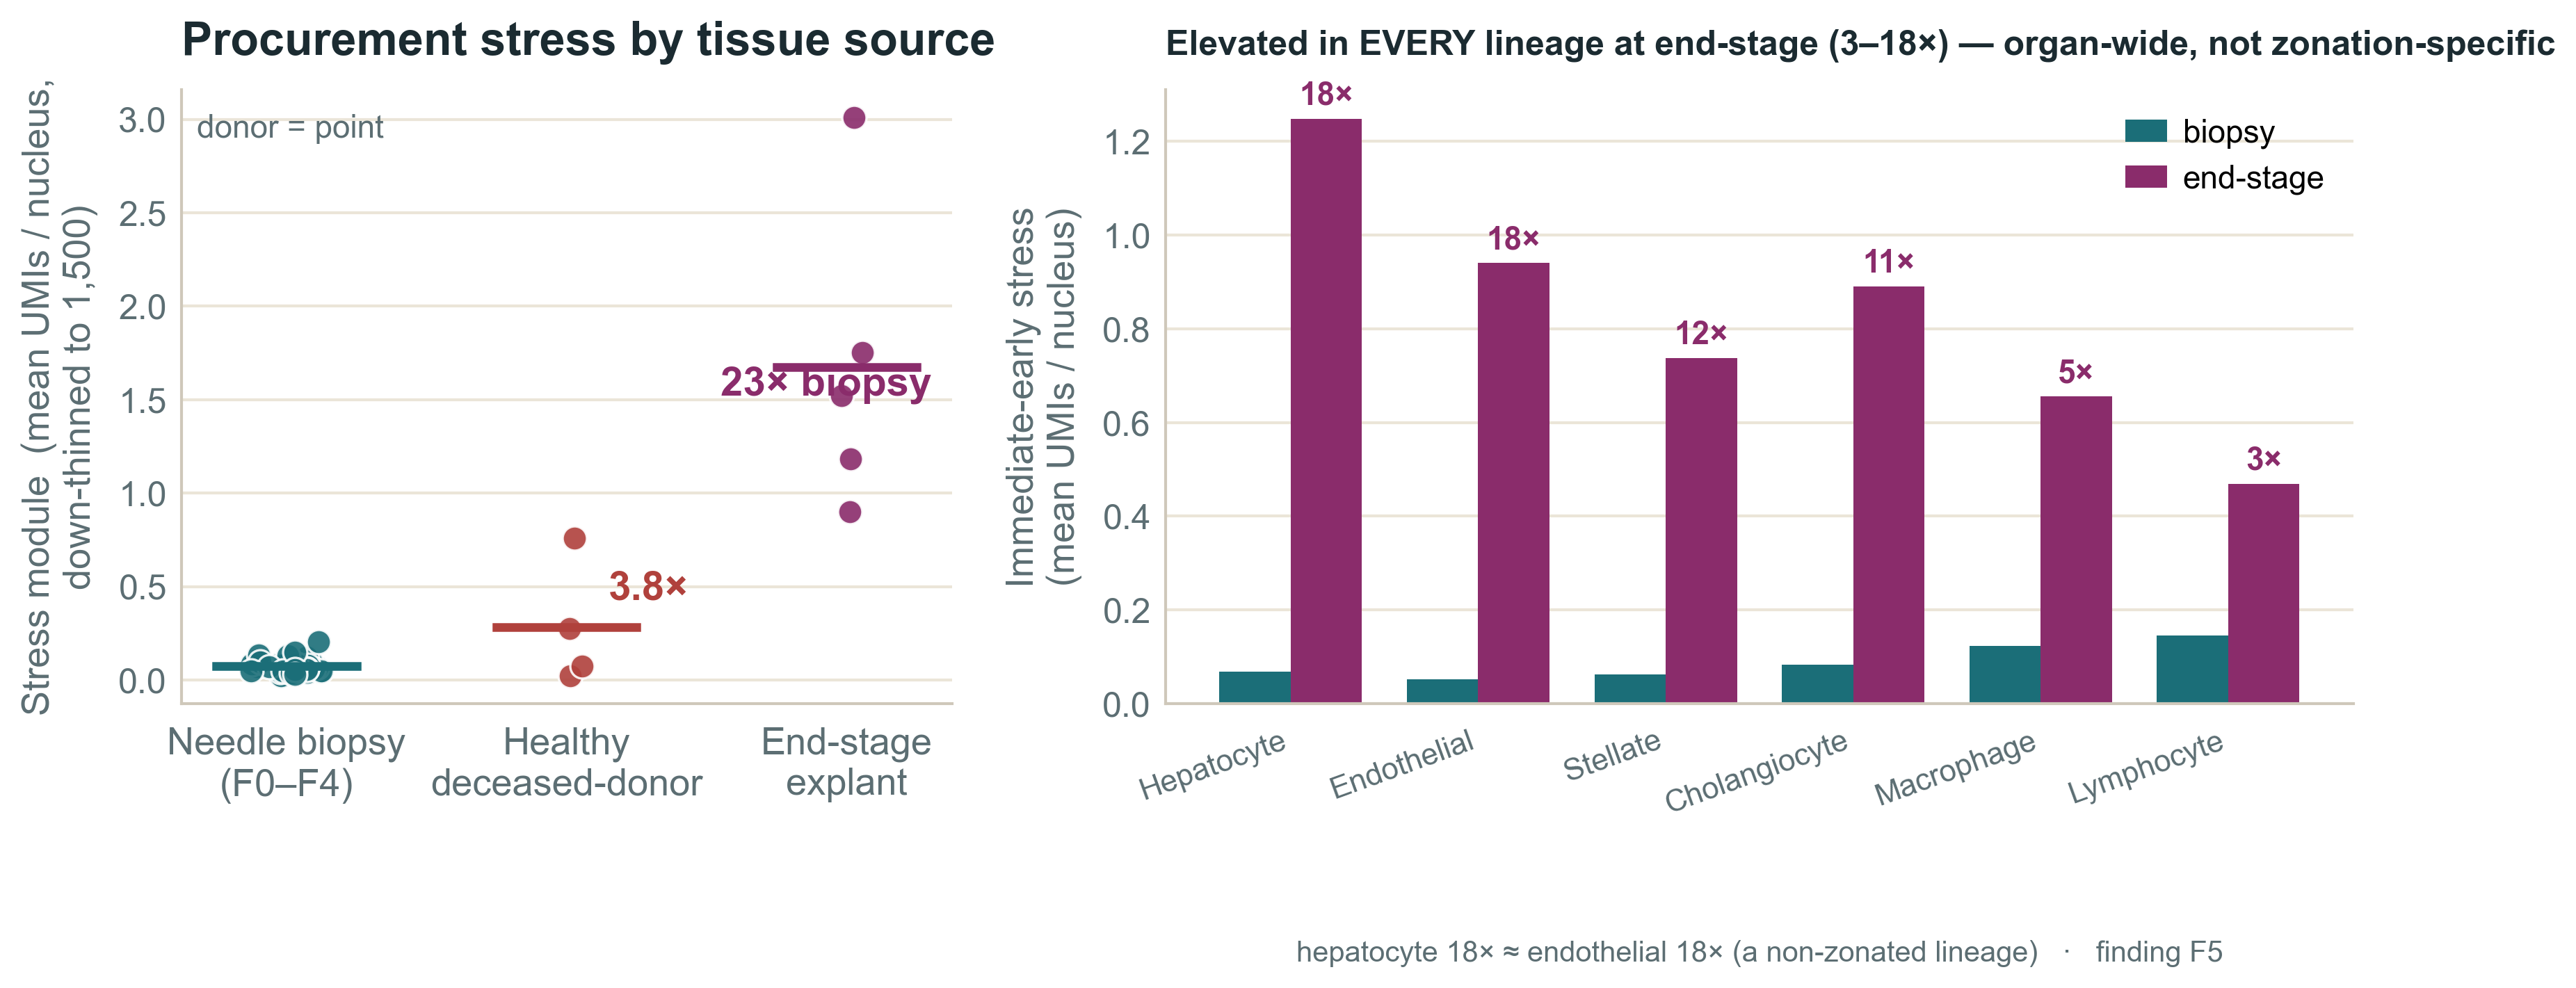 Procurement stress by tissue source
Stress module  (mean UMIs / nucleus,
down-thinned to 1,500)
3.0
2.5
2.0
1.5
1.0
0.5
0.0
donor = point
23× biopsy
3.8×
Needle biopsy
(F0–F4)
Healthy
deceased-donor
End-stage
explant
Elevated in EVERY lineage at end-stage (3–18×) — organ-wide, not zonation-specific
Immediate-early stress
(mean UMIs / nucleus)
1.2
1.0
0.8
0.6
0.4
0.2
0.0
18×
18×
12×
11×
5×
3×
biopsy
end-stage
Hepatocyte
Endothelial
Stellate
Cholangiocyte
Macrophage
Lymphocyte
hepatocyte 18× ≈ endothelial 18× (a non-zonated lineage)   ·   finding F5